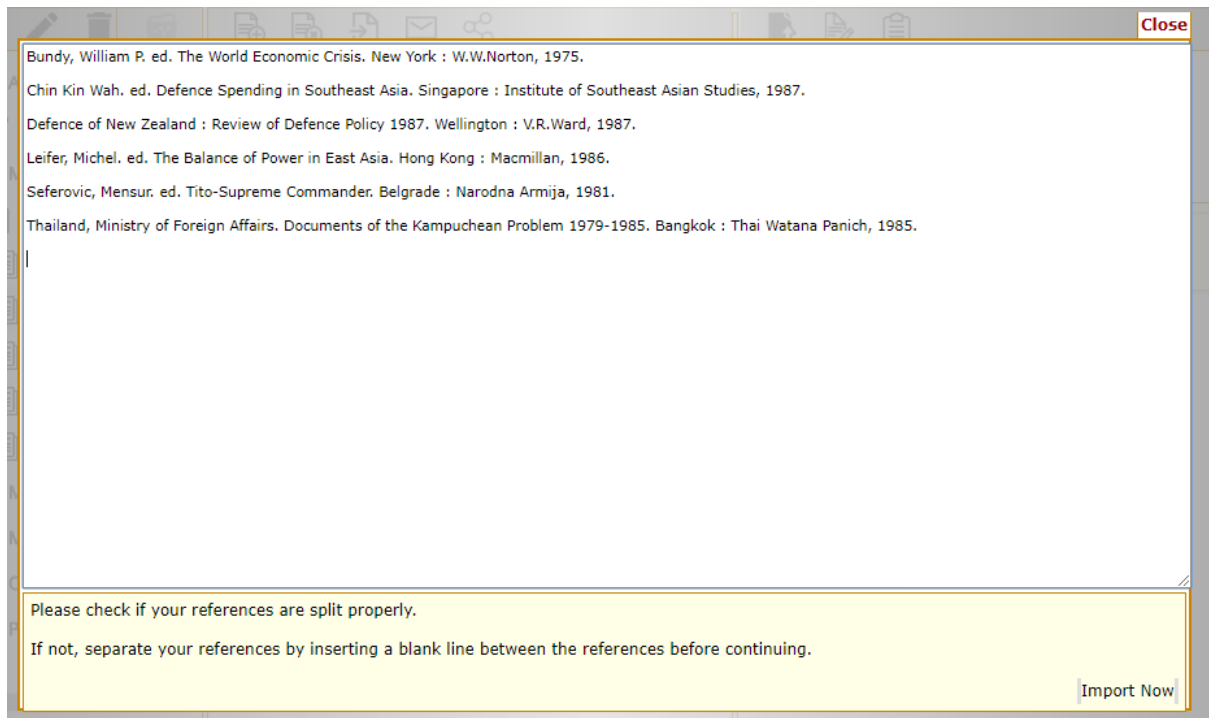 Close
Bundy, William P. ed. The World Economic Crisis. New York : W.W.Norton, 1975.
Chin Kin Wah. ed. Defence Spending in Southeast Asia. Singapore : Institute of Southeast Asian Studies, 1987.
Defence of New Zealand : Review of Defence Policy 1987. Wellington : V.R.Ward, 1987.
Leifer, Michel. ed. The Balance of Power in East Asia. Hong Kong : Macmillan, 1986.
Seferovic, Mensur. ed. Tito-Supreme Commander. Belgrade : Narodna Armija, 1981.
Thailand, Ministry of Foreign Affairs. Documents of the Kampuchean Problem 1979-1985. Bangkok : Thai Watana Panich, 1985.
Please check if your references are split properly.
If not, separate your references by inserting a blank line between the references before continuing.
Import Now